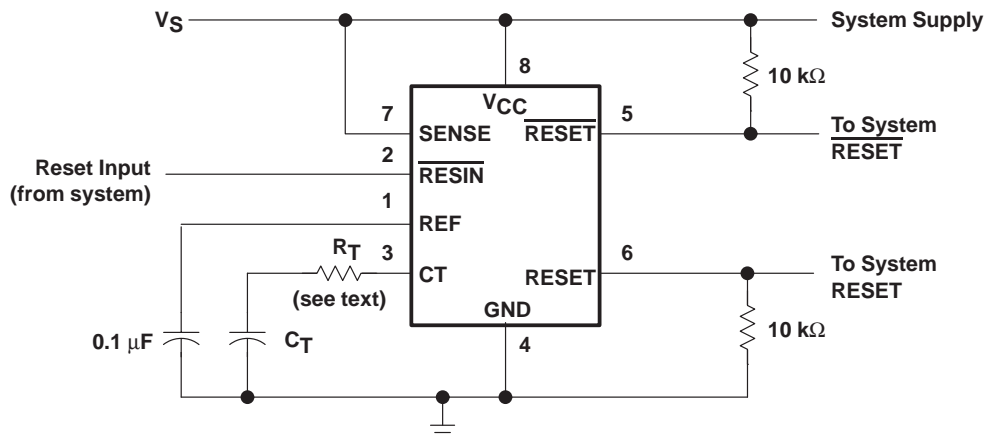 VS
System Supply
8
10 kΩ
VCC
7
SENSE
RESET
5
To System
RESET
2
Reset Input
(from system)
RESIN
1
REF
RT
3
CT
(see text)
RESET
6
To System
RESET
GND
0.1 μF
CT
4
10 kΩ